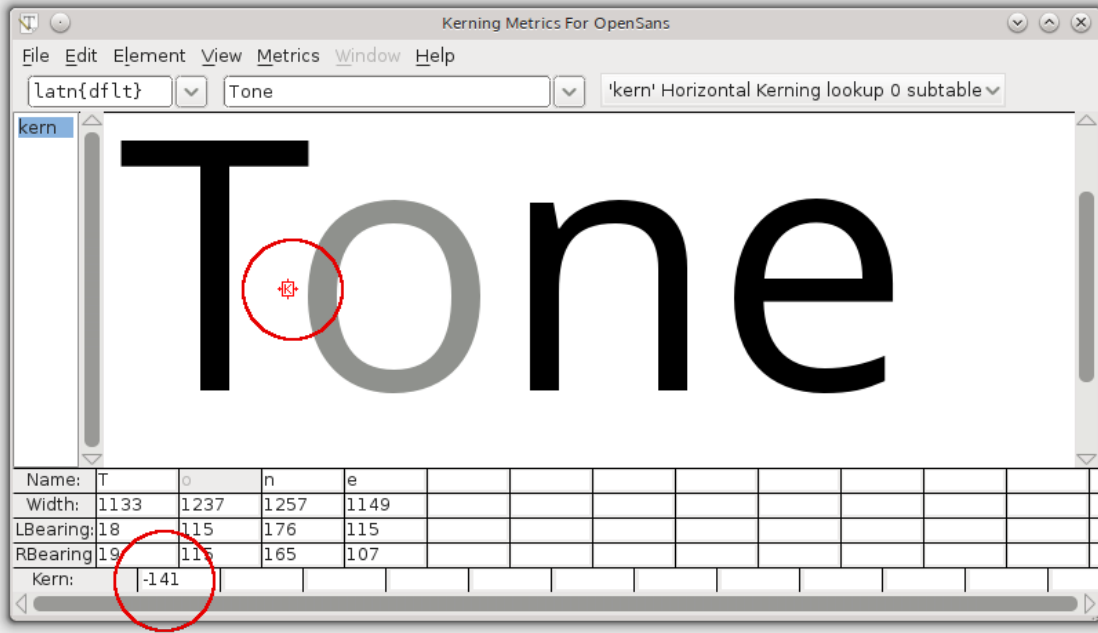 Kerning Metrics For OpenSans
File Edit Element View Metrics Window Help
latn{dflt} Tone 'kern' Horizontal Kerning lookup 0 subtable
kern
Tone
K
Name: T o n e
Width: 1133 1237 1257 1149
LBearing: 18 115 176 115
RBearing 19 115 165 107
Kern: -141